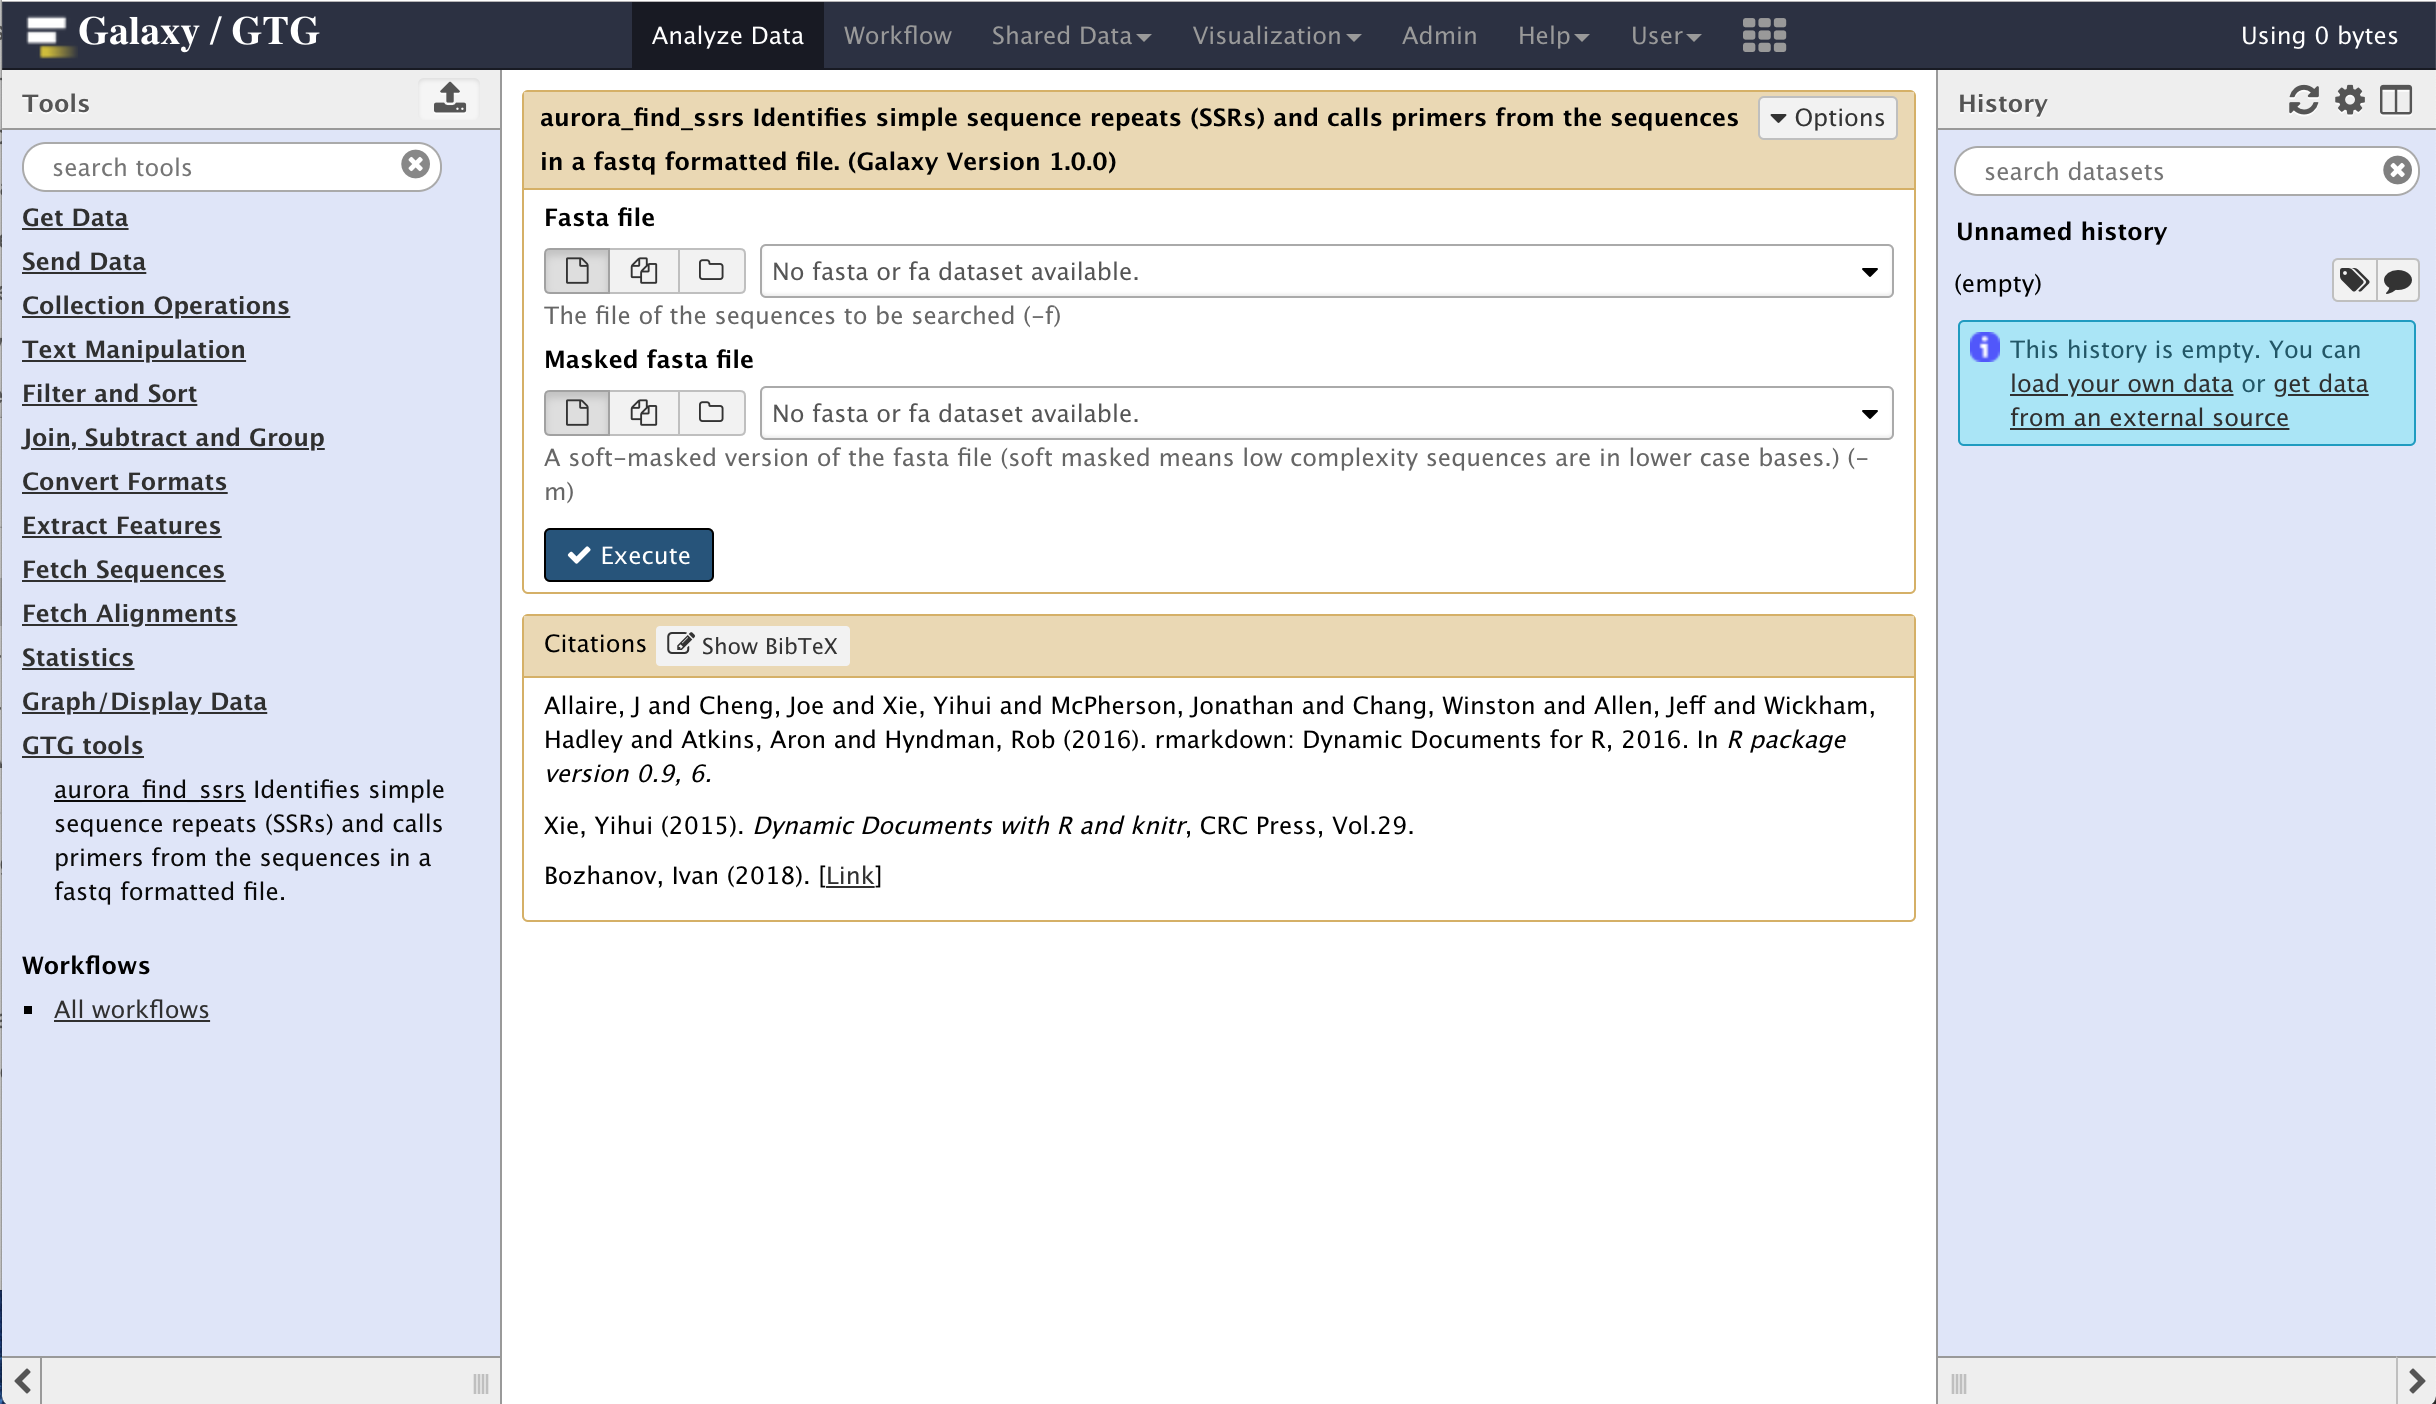 Galaxy / GTG
Analyze Data
Workflow
Shared Data
Visualization
Admin
Help
User
Using 0 bytes
Tools
search tools
Get Data
Send Data
Collection Operations
Text Manipulation
Filter and Sort
Join, Subtract and Group
Convert Formats
Extract Features
Fetch Sequences
Fetch Alignments
Statistics
Graph/Display Data
GTG tools
aurora_find_ssrs Identifies simple
sequence repeats (SSRs) and calls
primers from the sequences in a
fastq formatted file.
Workflows
All workflows
aurora_find_ssrs Identifies simple sequence repeats (SSRs) and calls primers from the sequences
in a fastq formatted file. (Galaxy Version 1.0.0)
Options
Fasta file
No fasta or fa dataset available.
The file of the sequences to be searched (-f)
Masked fasta file
No fasta or fa dataset available.
A soft-masked version of the fasta file (soft masked means low complexity sequences are in lower case bases.) (-
m)
Execute
Citations
Show BibTeX
Allaire, J and Cheng, Joe and Xie, Yihui and McPherson, Jonathan and Chang, Winston and Allen, Jeff and Wickham,
Hadley and Atkins, Aron and Hyndman, Rob (2016). rmarkdown: Dynamic Documents for R, 2016. In R package
version 0.9, 6.
Xie, Yihui (2015). Dynamic Documents with R and knitr, CRC Press, Vol.29.
Bozhanov, Ivan (2018). [Link]
History
search datasets
Unnamed history
(empty)
This history is empty. You can
load your own data or get data
from an external source